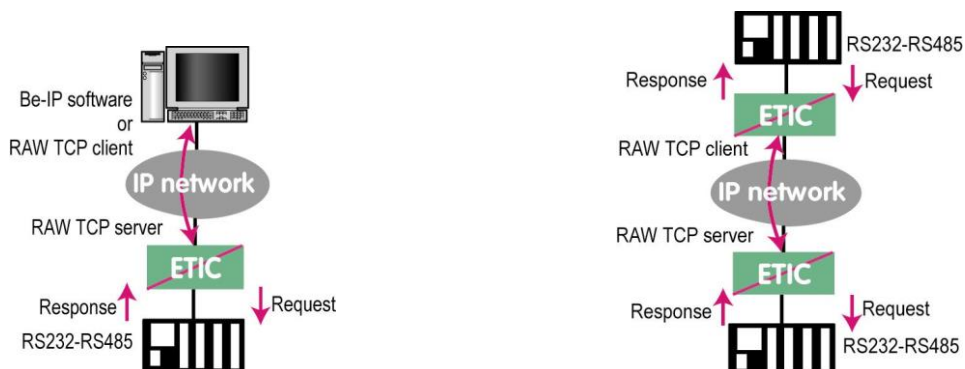 Be-IP software
or
RAW TCP client
IP network
RAW TCP server
ETIC
Response
Request
RS232-RS485
RS232-RS485
Response
Request
ETIC
RAW TCP client
IP network
RAW TCP server
ETIC
Response
Request
RS232-RS485